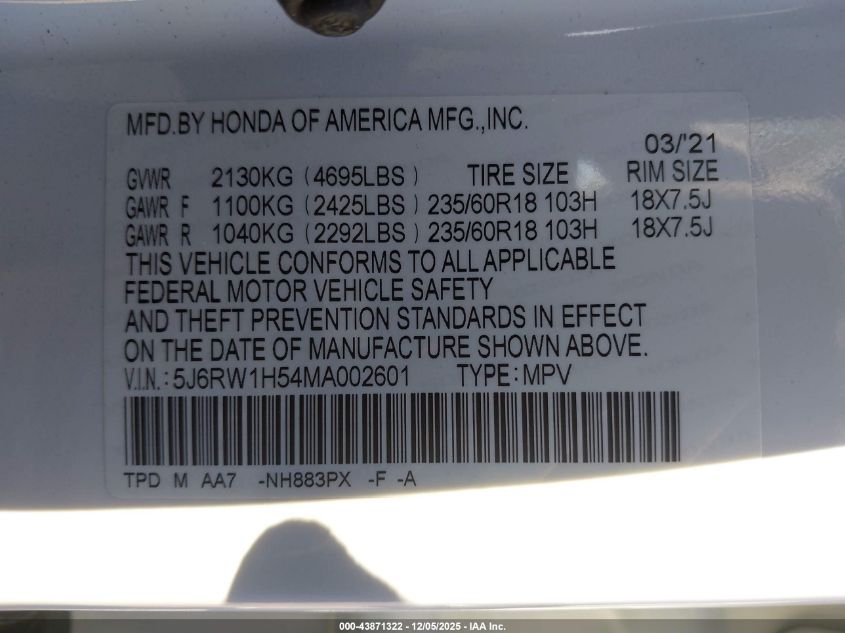 MFD.BY HONDA OF AMERICA MFG.,INC.
03/'21
GVWR 2130KG (4695LBS) TIRE SIZE RIM SIZE
GAWR F 1100KG (2425LBS) 235/60R18 103H 18X7.5J
GAWR R 1040KG (2292LBS) 235/60R18 103H 18X7.5J
THIS VEHICLE CONFORMS TO ALL APPLICABLE
FEDERAL MOTOR VEHICLE SAFETY
AND THEFT PREVENTION STANDARDS IN EFFECT
ON THE DATE OF MANUFACTURE SHOWN ABOVE.
V.I.N.: 5J6RW1H54MA002601 TYPE: MPV
TPD M AA7 -NH883PX -F -A
000-43871322 - 12/05/2025 - IAA Inc.